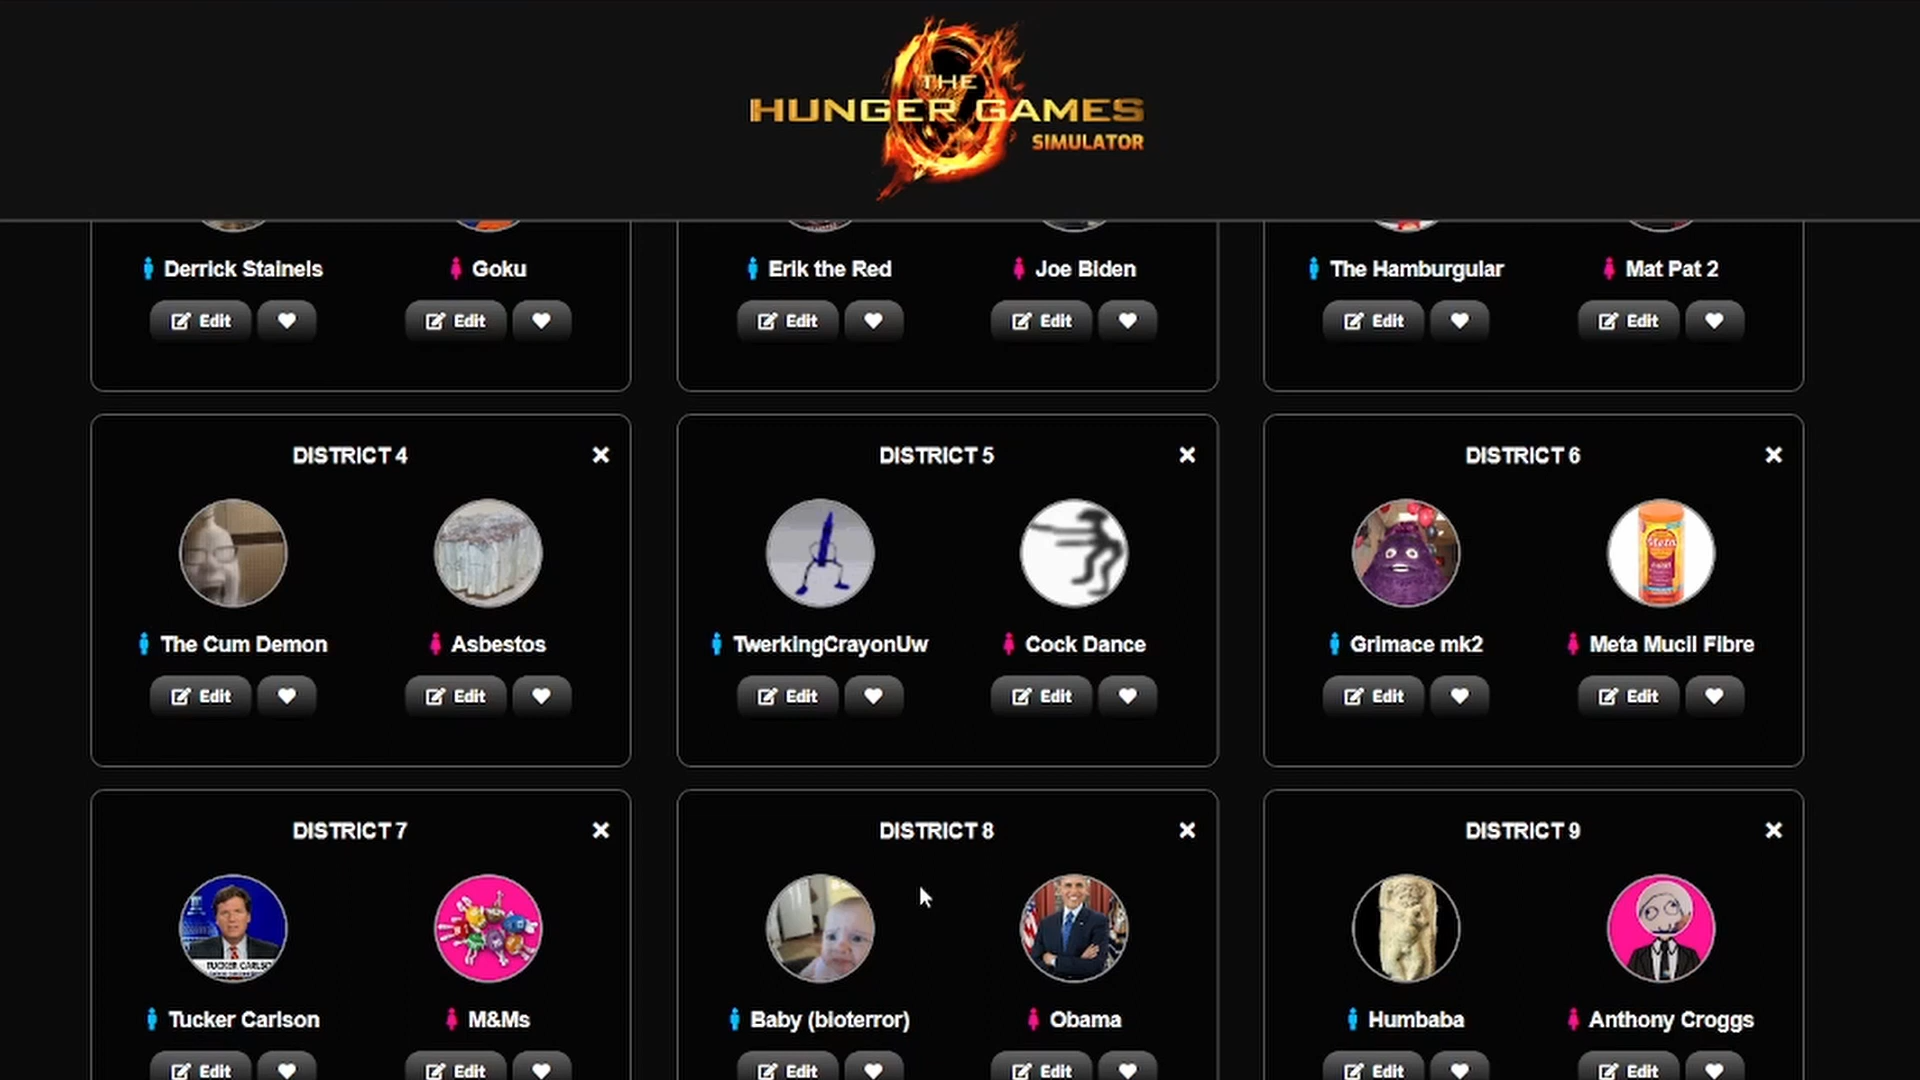 THE
HUNGER GAMES
SIMULATOR
Derrick Stainels Goku Erik the Red Joe Biden The Hamburgular Mat Pat 2
Edit Edit Edit Edit Edit Edit
DISTRICT 4 DISTRICT 5 DISTRICT 6
Meta
The Cum Demon Asbestos TwerkingCrayonUw Cock Dance Grimace mk2 Meta Mucil Fibre
Edit Edit Edit Edit Edit Edit
DISTRICT 7 DISTRICT 8 DISTRICT 9
TUCKER CARLSO
Tucker Carlson M&Ms Baby (bioterror) Obama Humbaba Anthony Croggs
Edit Edit Edit Edit Edit Edit